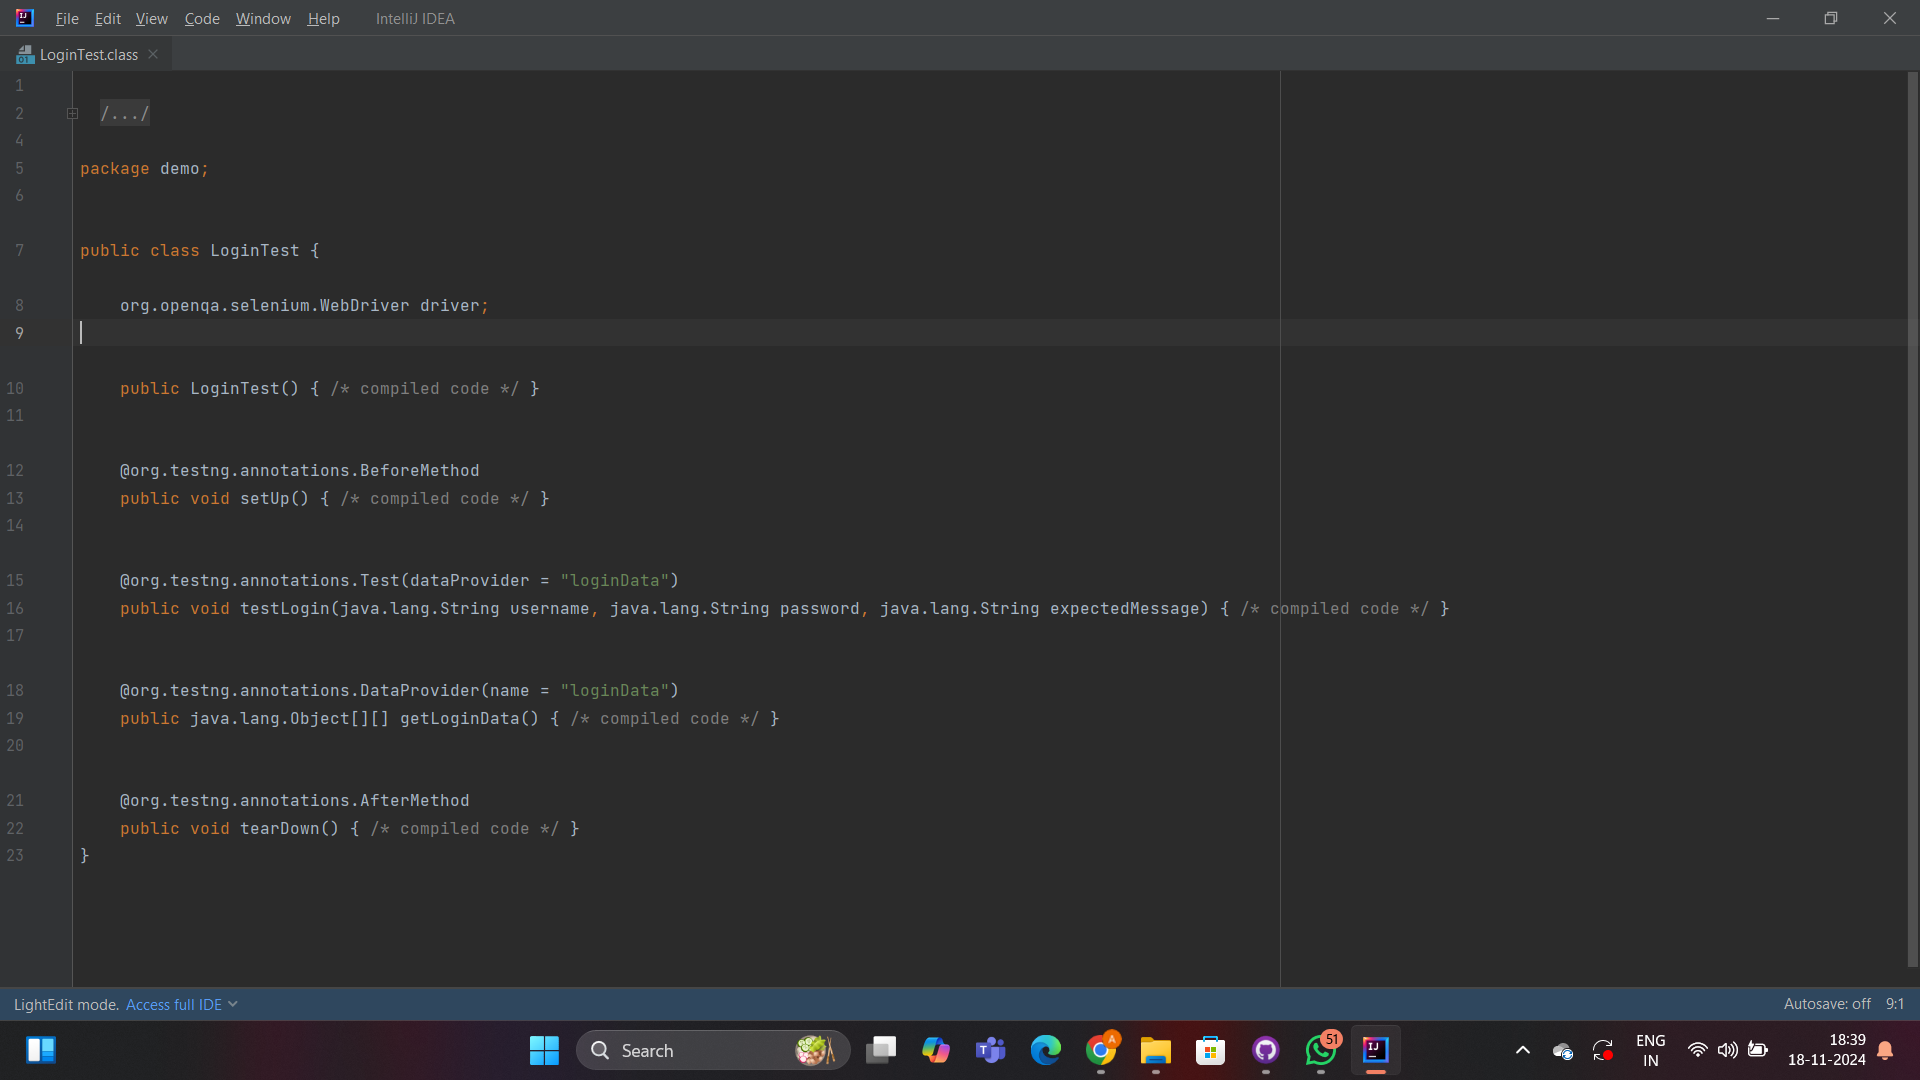 File Edit View Code Window Help IntelliJ IDEA
LoginTest.class
1
2 /.../
4
5 package demo;
6
7 public class LoginTest {
8 org.openqa.selenium.WebDriver driver;
9
10 public LoginTest() { /* compiled code */ }
11
12 @org.testng.annotations.BeforeMethod
13 public void setUp() { /* compiled code */ }
14
15 @org.testng.annotations.Test(dataProvider = "loginData")
16 public void testLogin(java.lang.String username, java.lang.String password, java.lang.String expectedMessage) { /* compiled code */ }
17
18 @org.testng.annotations.DataProvider(name = "loginData")
19 public java.lang.Object[][] getLoginData() { /* compiled code */ }
20
21 @org.testng.annotations.AfterMethod
22 public void tearDown() { /* compiled code */ }
23 }
LightEdit mode. Access full IDE Autosave: off 9:1
Search A 51 ENG 18:39
IN 18-11-2024